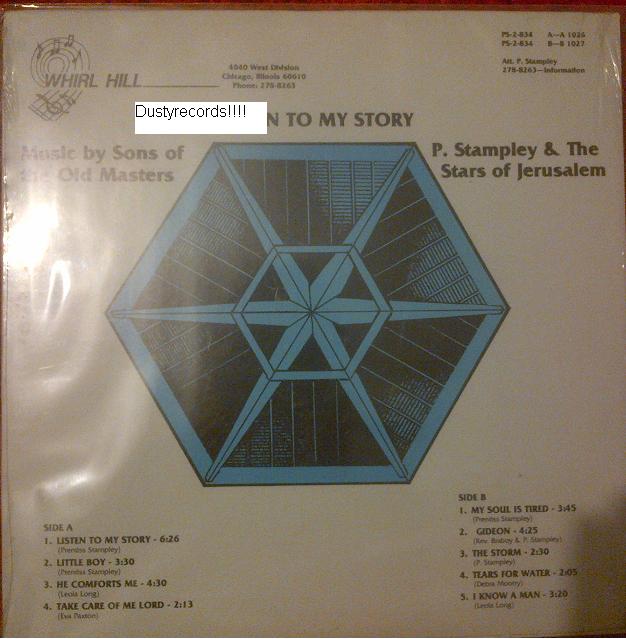 WHIRL HILL
4040 West Division
Chicago, Illinois 60610
Phone: 278-8263
PS-2-834 A—A 1026
PS-2-834 B—B 1027
Att. P. Stampley
278-8263—Information
Dustyrecords!!!!
N TO MY STORY
Music by Sons of
the Old Masters
P. Stampley & The
Stars of Jerusalem
SIDE A
1. LISTEN TO MY STORY - 6:26
(Prentiss Stampley)
2. LITTLE BOY - 3:30
(Prentiss Stampley)
3. HE COMFORTS ME - 4:30
(Leola Long)
4. TAKE CARE OF ME LORD - 2:13
(Eva Paxton)
SIDE B
1. MY SOUL IS TIRED - 3:45
(Prentiss Stampley)
2. GIDEON - 4:25
(Rev. & P. Stampley)
3. THE STORM - 2:30
(P. Stampley)
4. TEARS FOR WATER - 2:05
(Debra Moorry)
5. I KNOW A MAN - 3:20
(Leola Long)